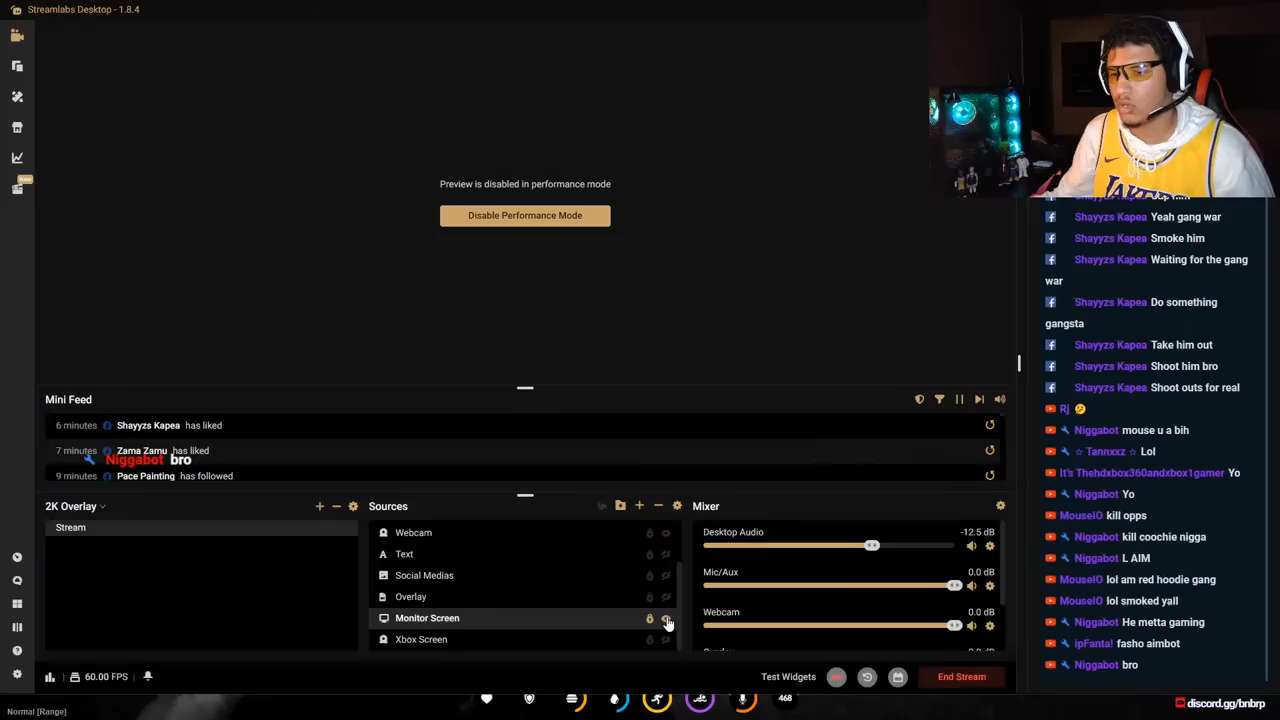 Streamlabs Desktop - 1.8.4
Preview is disabled in performance mode
Disable Performance Mode
Mini Feed
6 minutes Shayyzs Kapea has liked
7 minutes Zama Zamu has liked
Niggabot bro
9 minutes Pace Painting has followed
2K Overlay
Stream
Sources
Webcam
Text
Social Medias
Overlay
Monitor Screen
Xbox Screen
Mixer
Desktop Audio -12.5 dB
Mic/Aux 0.0 dB
Webcam 0.0 dB
60.00 FPS
Test Widgets
End Stream
Normal [Range]
468
Shayyzs Kapea Yeah gang war
Shayyzs Kapea Smoke him
Shayyzs Kapea Waiting for the gang
war
Shayyzs Kapea Do something
gangsta
Shayyzs Kapea Take him out
Shayyzs Kapea Shoot him bro
Shayyzs Kapea Shoot outs for real
Rj 🤔
Niggabot mouse u a bih
☆ Tannxxz ☆ Lol
It's Thehdxbox360andxbox1gamer Yo
Niggabot Yo
MouseIO kill opps
Niggabot kill coochie nigga
Niggabot L AIM
MouseIO lol am red hoodie gang
MouseIO lol smoked yall
Niggabot He metta gaming
ipFanta! fasho aimbot
Niggabot bro
discord.gg/bnbrp